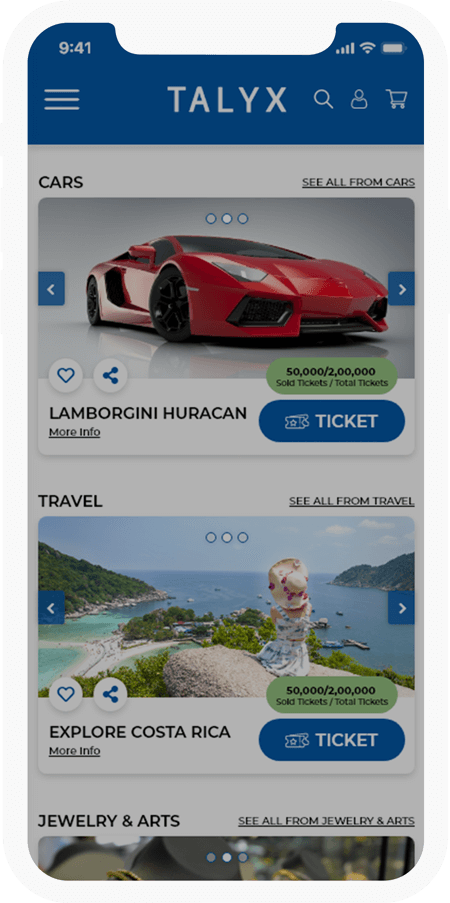 9:41
TALYX
CARS
SEE ALL FROM CARS
50,000/2,00,000
Sold Tickets / Total Tickets
LAMBORGINI HURACAN
TICKET
More Info
TRAVEL
SEE ALL FROM TRAVEL
50,000/2,00,000
Sold Tickets / Total Tickets
EXPLORE COSTA RICA
TICKET
More Info
JEWELRY & ARTS
SEE ALL FROM JEWELRY & ARTS